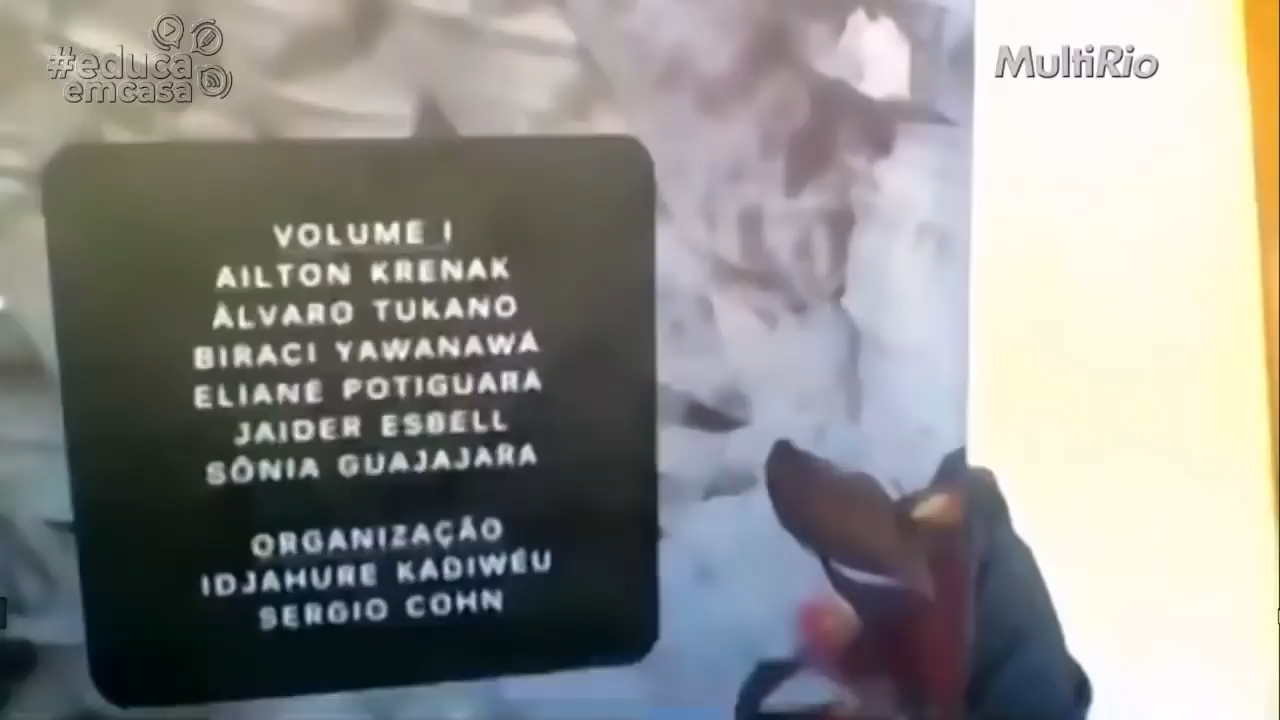 #educa
emcasa
MultiRio
VOLUME I
AILTON KRENAK
ÁLVARO TUKANO
BIRACI YAWANAWA
ELIANE POTIGUARA
JAIDER ESBELL
SÔNIA GUAJAJARA
ORGANIZAÇÃO
IDJAHURE KADIWÉU
SERGIO COHN